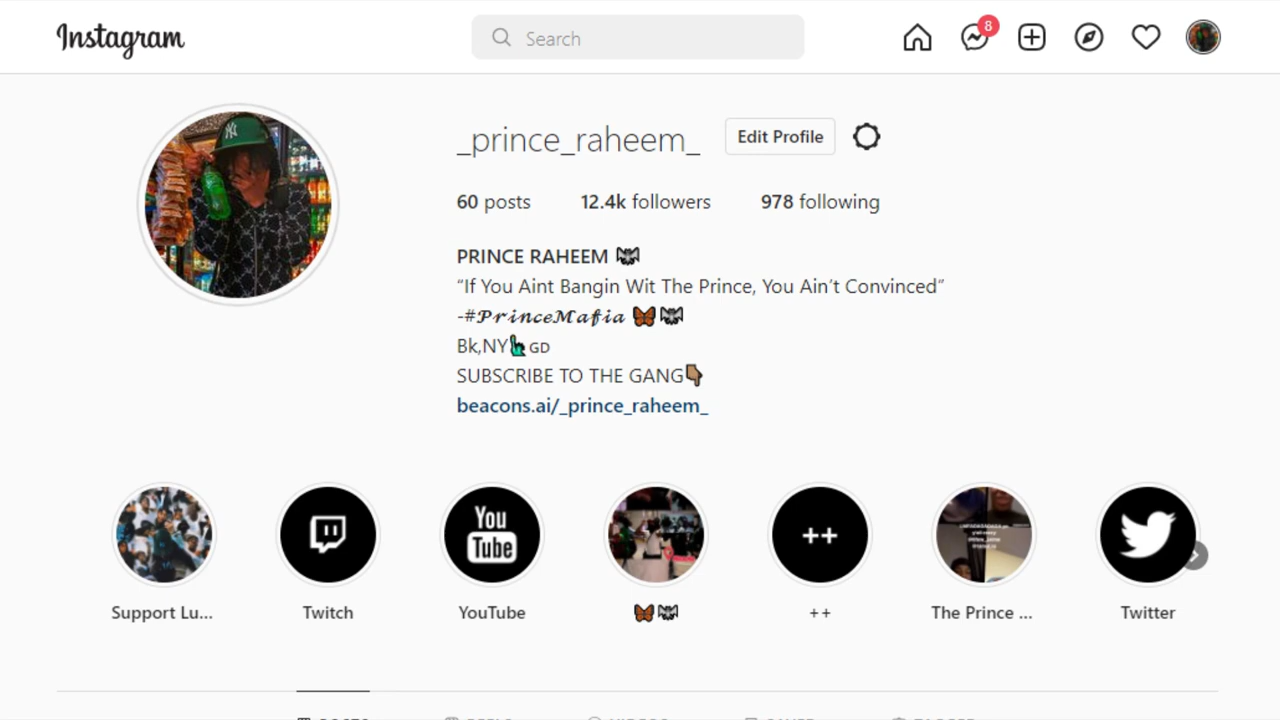 Instagram
Search
8
_prince_raheem_
Edit Profile
60 posts 12.4k followers 978 following
PRINCE RAHEEM
“If You Aint Bangin Wit The Prince, You Ain’t Convinced”
-#𝓟𝓻𝓲𝓷𝓬𝓮𝓜𝓪𝓯𝓲𝓪 🦋
Bk,NY🗽GD
SUBSCRIBE TO THE GANG👇🏾
beacons.ai/_prince_raheem_
You
Tube
++
Support Lu...
Twitch
YouTube
🦋
++
The Prince ...
Twitter